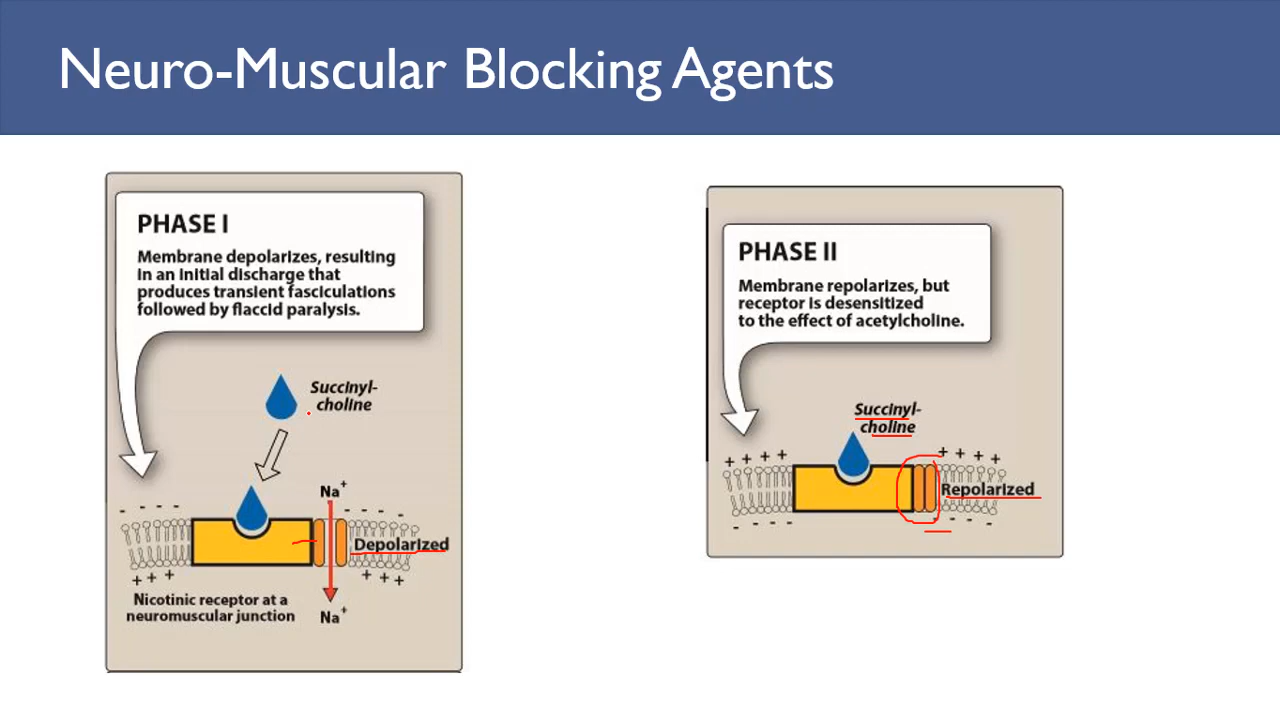 Neuro-Muscular Blocking Agents
PHASE I
Membrane depolarizes, resulting
in an initial discharge that
produces transient fasciculations
followed by flaccid paralysis.
Succinyl-
choline
Na+
- - - -
- - - -
Depolarized
+ + +
+ + +
Nicotinic receptor at a
neuromuscular junction
Na+
PHASE II
Membrane repolarizes, but
receptor is desensitized
to the effect of acetylcholine.
Succinyl-
choline
+ + + +
+ + + +
Repolarized
- - - -
- - - -